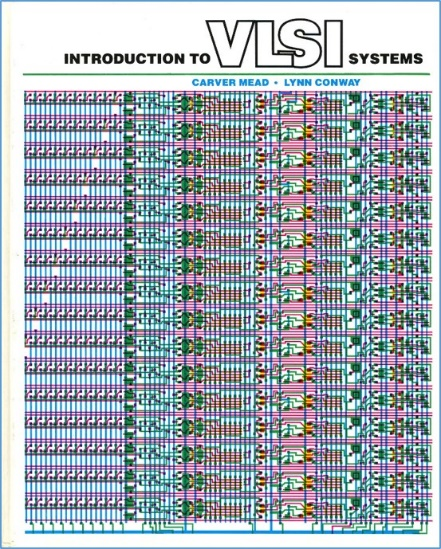 INTRODUCTION TO VLSI SYSTEMS
CARVER MEAD • LYNN CONWAY